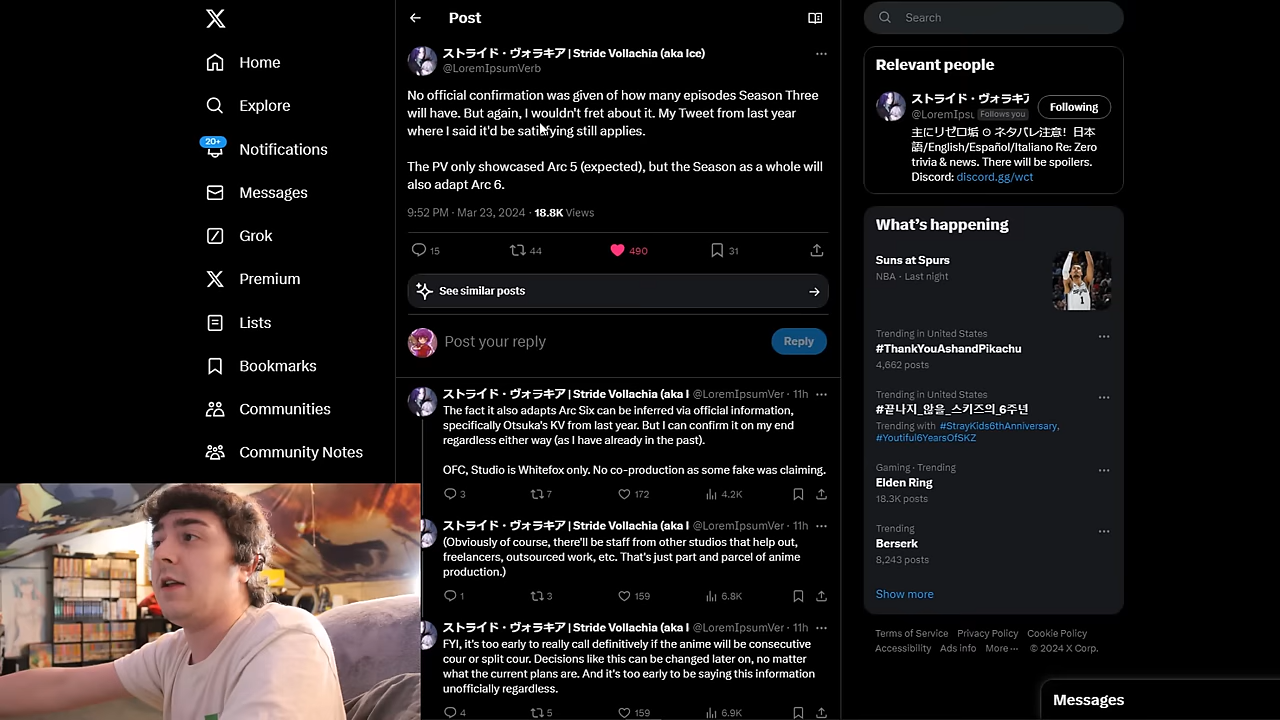 Home
Explore
20+
Notifications
Messages
Grok
Premium
Lists
Bookmarks
Communities
Community Notes
Post
ストライド・ヴォラキア | Stride Vollachia (aka Ice)
@LoremIpsumVerb
No official confirmation was given of how many episodes Season Three
will have. But again, I wouldn't fret about it. My Tweet from last year
where I said it'd be satisfying still applies.
The PV only showcased Arc 5 (expected), but the Season as a whole will
also adapt Arc 6.
9:52 PM · Mar 23, 2024 · 18.8K Views
15
44
490
31
See similar posts
Post your reply
Reply
ストライド・ヴォラキア | Stride Vollachia (aka I @LoremIpsumVer · 11h
The fact it also adapts Arc Six can be inferred via official information,
specifically Otsuka's KV from last year. But I can confirm it on my end
regardless either way (as I have already in the past).
OFC, Studio is Whitefox only. No co-production as some fake was claiming.
3
7
172
4.2K
ストライド・ヴォラキア | Stride Vollachia (aka I @LoremIpsumVer · 11h
(Obviously of course, there'll be staff from other studios that help out,
freelancers, outsourced work, etc. That's just part and parcel of anime
production.)
1
3
159
6.8K
ストライド・ヴォラキア | Stride Vollachia (aka I @LoremIpsumVer · 11h
FYI, it's too early to really call definitively if the anime will be consecutive
cour or split cour. Decisions like this can be changed later on, no matter
what the current plans are. And it's too early to be saying this information
unofficially regardless.
4
5
159
6.9K
Search
Relevant people
ストライド・ヴォラキア
@LoremIpsu
Follows you
Following
主にリゼロ垢 ⊙ ネタバレ注意！日本
語/English/Español/Italiano Re: Zero
trivia & news. There will be spoilers.
Discord: discord.gg/wct
What's happening
Suns at Spurs
NBA · Last night
Trending in United States
#ThankYouAshandPikachu
4,662 posts
Trending in United States
#끝나지_않을_스키즈의_6주년
Trending with #StrayKids6thAnniversary,
#Youtiful6YearsOfSKZ
Gaming · Trending
Elden Ring
18.3K posts
Trending
Berserk
8,243 posts
Show more
Terms of Service Privacy Policy Cookie Policy
Accessibility Ads info More ··· © 2024 X Corp.
Messages